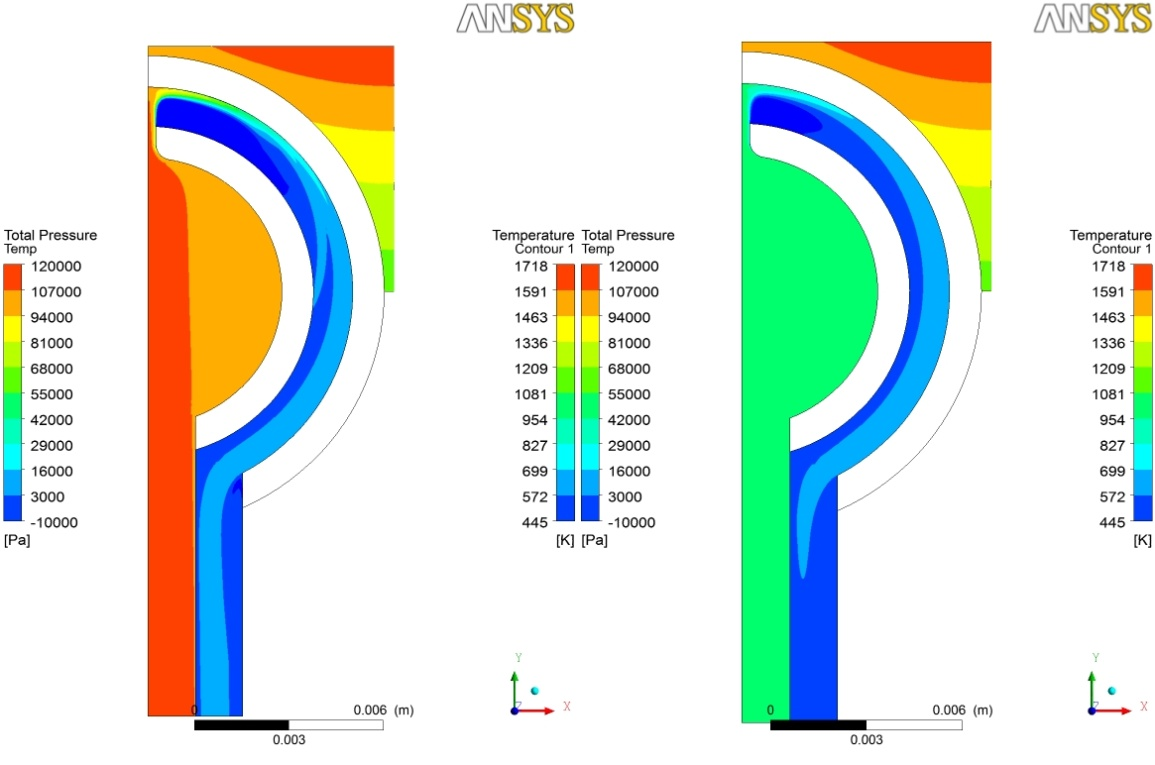 ANSYS
Total Pressure
Temp
120000
107000
94000
81000
68000
55000
42000
29000
16000
3000
-10000
[Pa]
Temperature
Contour 1
1718
1591
1463
1336
1209
1081
954
827
699
572
445
[K]
Y
X
Z
0 0.006 (m)
0.003
ANSYS
Total Pressure
Temp
120000
107000
94000
81000
68000
55000
42000
29000
16000
3000
-10000
[Pa]
Temperature
Contour 1
1718
1591
1463
1336
1209
1081
954
827
699
572
445
[K]
Y
X
Z
0 0.006 (m)
0.003